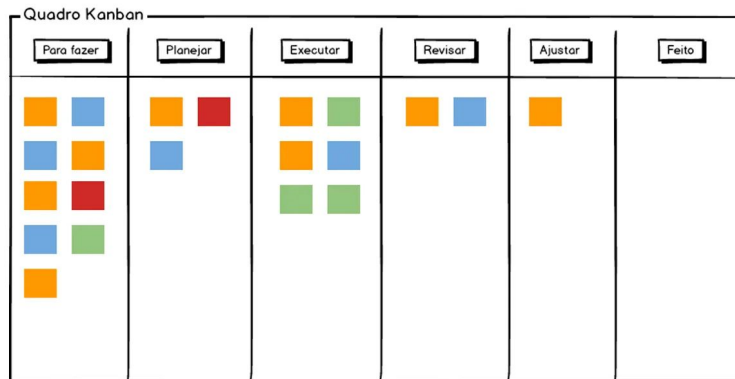 Quadro Kanban
Para fazer
Planejar
Executar
Revisar
Ajustar
Feito